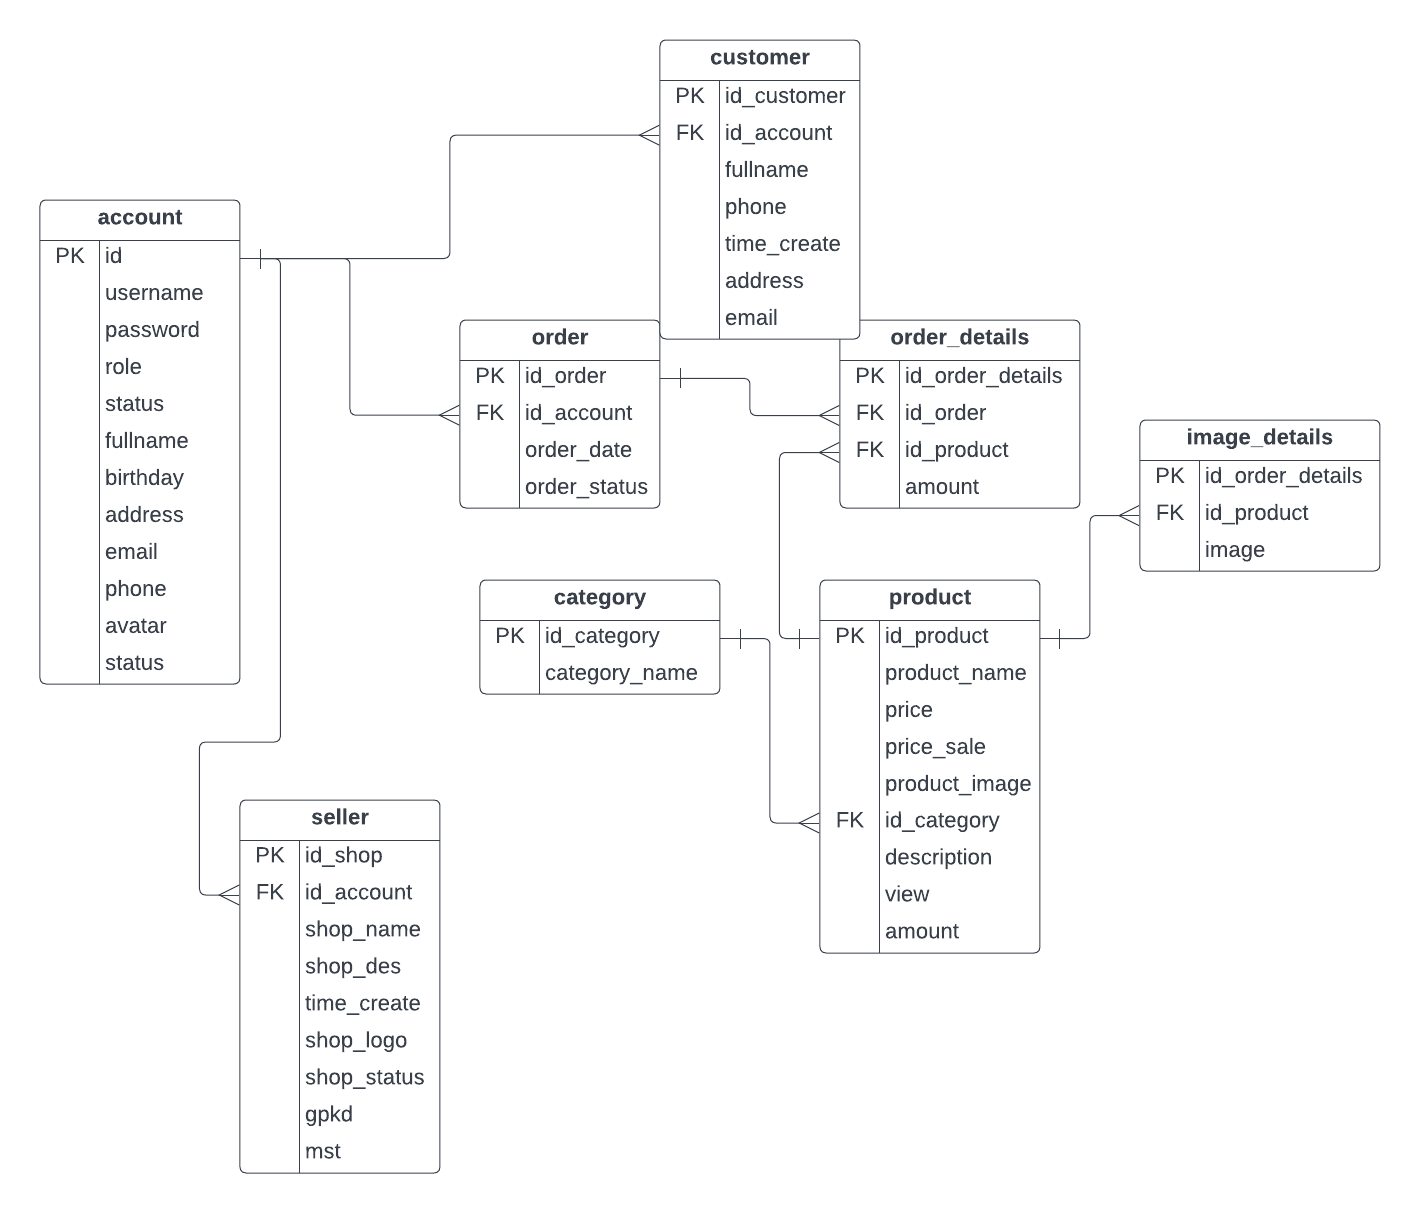 customer
PK id_customer
FK id_account
fullname
phone
time_create
address
email
account
PK id
username
password
role
status
fullname
birthday
address
email
phone
avatar
status
order
PK id_order
FK id_account
order_date
order_status
order_details
PK id_order_details
FK id_order
FK id_product
amount
image_details
PK id_order_details
FK id_product
image
category
PK id_category
category_name
product
PK id_product
product_name
price
price_sale
product_image
FK id_category
description
view
amount
seller
PK id_shop
FK id_account
shop_name
shop_des
time_create
shop_logo
shop_status
gpkd
mst